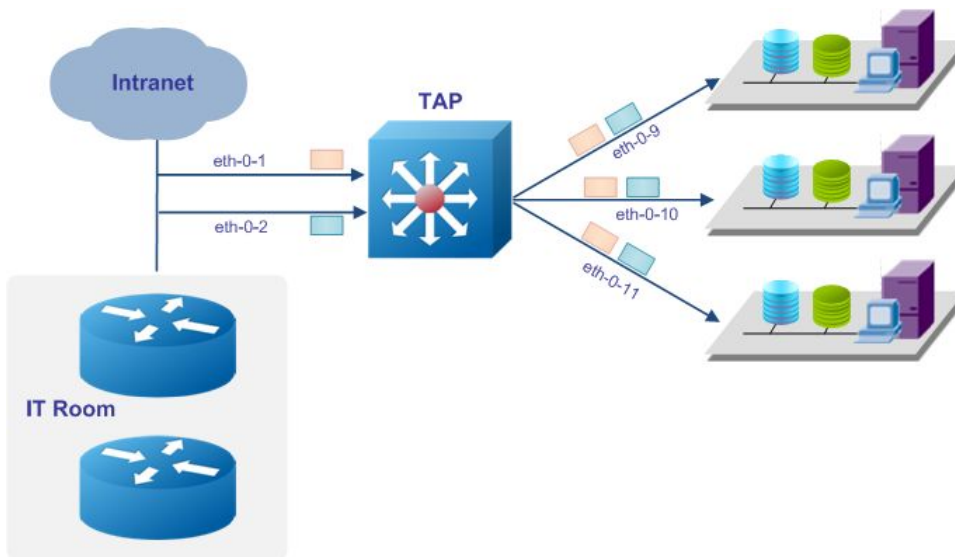 Intranet
TAP
eth-0-1
eth-0-2
eth-0-9
eth-0-10
eth-0-11
IT Room